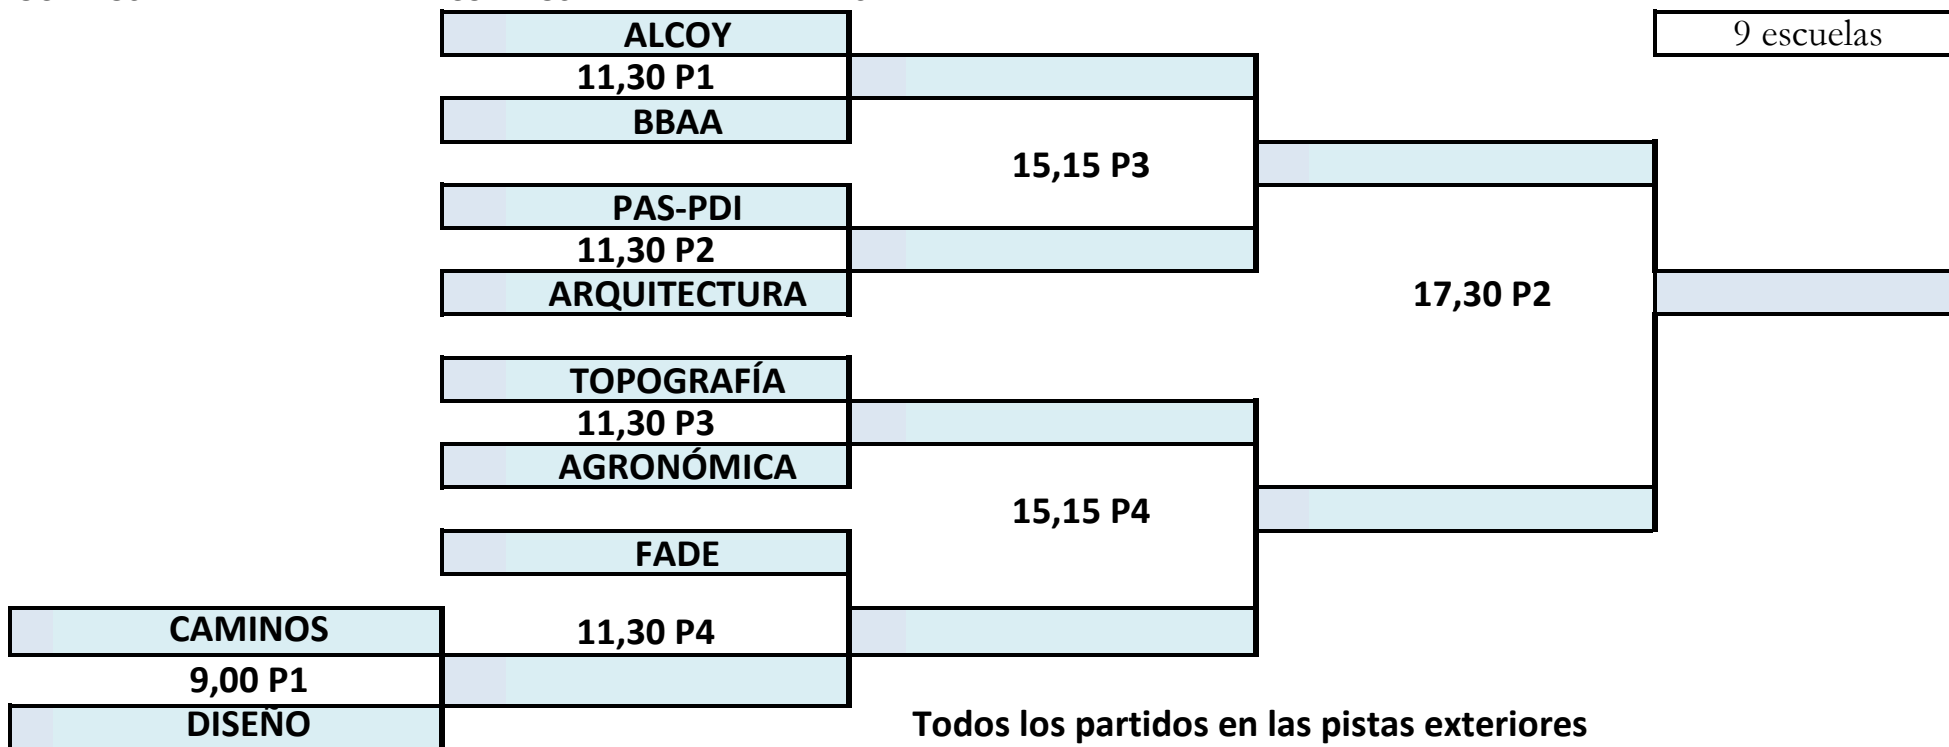 ALCOY
9 escuelas
11,30 P1
BBAA
15,15 P3
PAS-PDI
11,30 P2
ARQUITECTURA
17,30 P2
TOPOGRAFÍA
11,30 P3
AGRONÓMICA
15,15 P4
FADE
CAMINOS
11,30 P4
9,00 P1
DISEÑO
Todos los partidos en las pistas exteriores